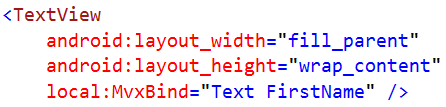 <TextView
    android:layout_width="fill_parent"
    android:layout_height="wrap_content"
    local:MvxBind="Text FirstName" />